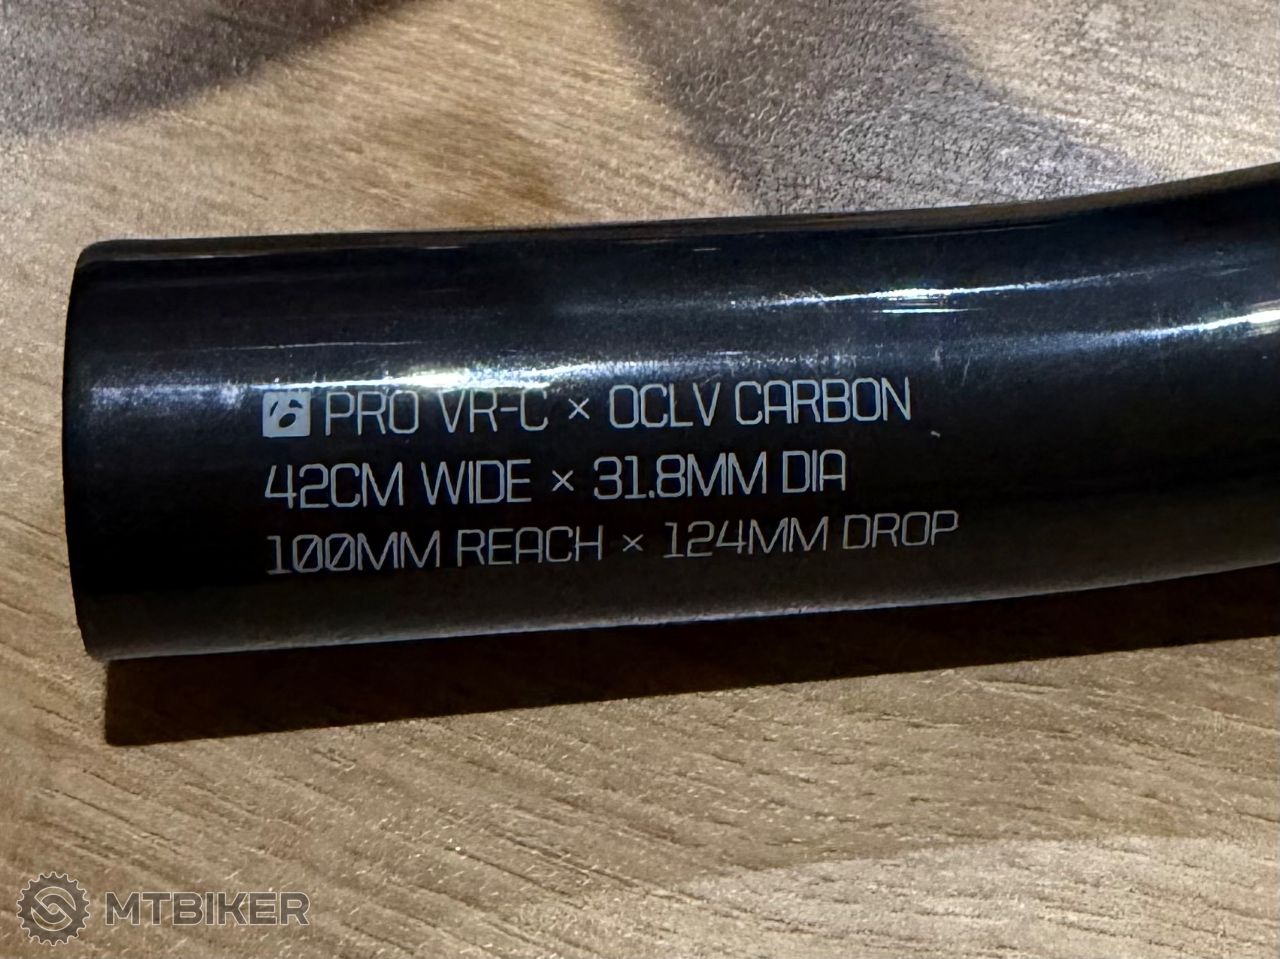 PRO VR-C × OCLV CARBON
42CM WIDE × 31.8MM DIA
100MM REACH × 124MM DROP
MTBIKER